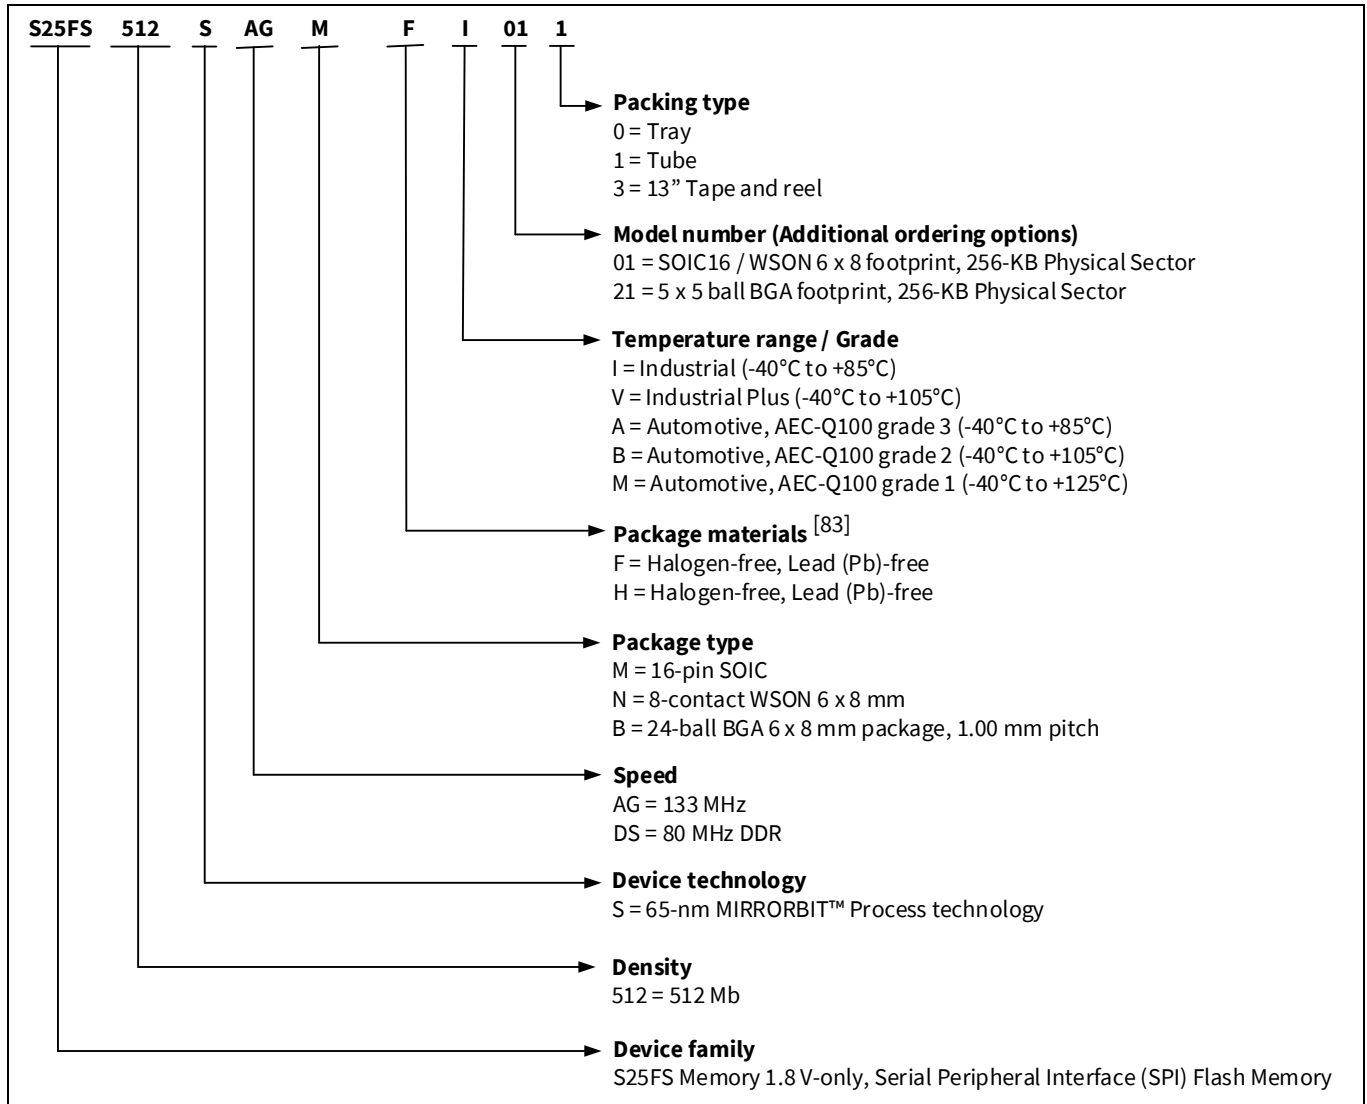 S25FS 512 S AG M F I 01 1
Packing type
0 = Tray
1 = Tube
3 = 13” Tape and reel
Model number (Additional ordering options)
01 = SOIC16 / WSON 6 x 8 footprint, 256-KB Physical Sector
21 = 5 x 5 ball BGA footprint, 256-KB Physical Sector
Temperature range / Grade
I = Industrial (-40°C to +85°C)
V = Industrial Plus (-40°C to +105°C)
A = Automotive, AEC-Q100 grade 3 (-40°C to +85°C)
B = Automotive, AEC-Q100 grade 2 (-40°C to +105°C)
M = Automotive, AEC-Q100 grade 1 (-40°C to +125°C)
Package materials [83]
F = Halogen-free, Lead (Pb)-free
H = Halogen-free, Lead (Pb)-free
Package type
M = 16-pin SOIC
N = 8-contact WSON 6 x 8 mm
B = 24-ball BGA 6 x 8 mm package, 1.00 mm pitch
Speed
AG = 133 MHz
DS = 80 MHz DDR
Device technology
S = 65-nm MIRRORBIT™ Process technology
Density
512 = 512 Mb
Device family
S25FS Memory 1.8 V-only, Serial Peripheral Interface (SPI) Flash Memory